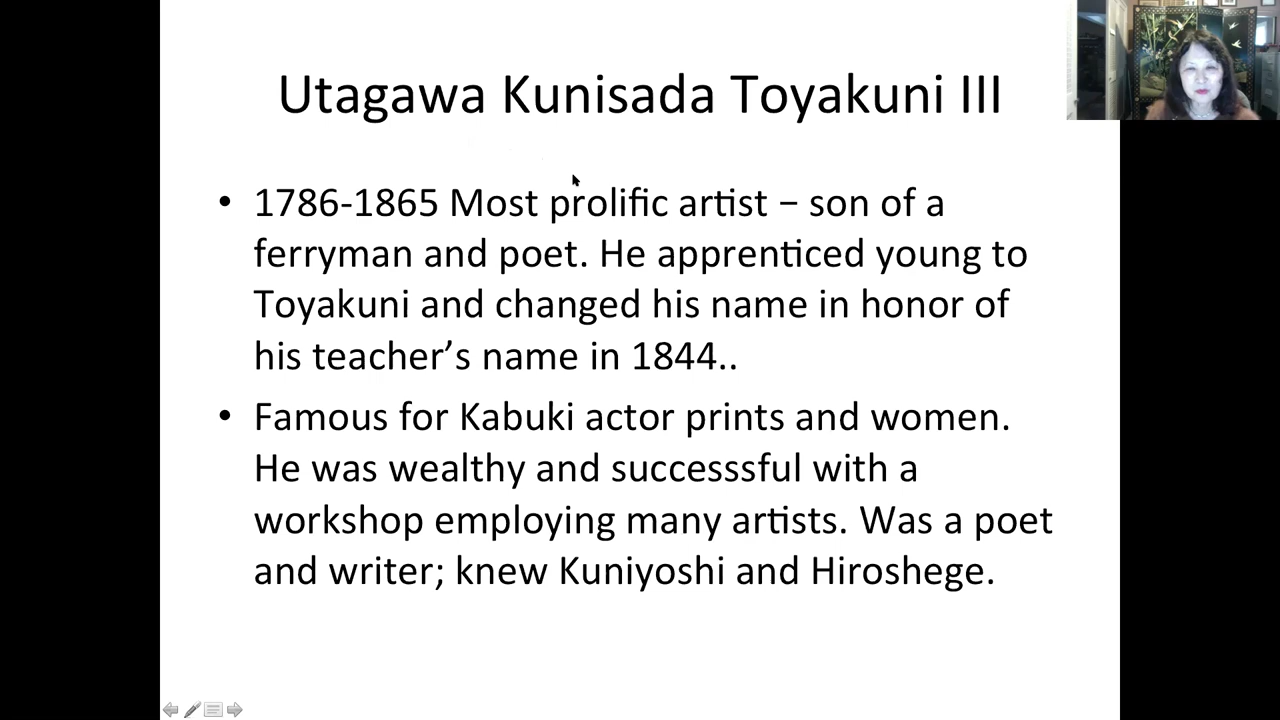 Utagawa Kunisada Toyakuni III
• 1786-1865 Most prolific artist – son of a
ferryman and poet. He apprenticed young to
Toyakuni and changed his name in honor of
his teacher’s name in 1844..
• Famous for Kabuki actor prints and women.
He was wealthy and successsful with a
workshop employing many artists. Was a poet
and writer; knew Kuniyoshi and Hiroshege.